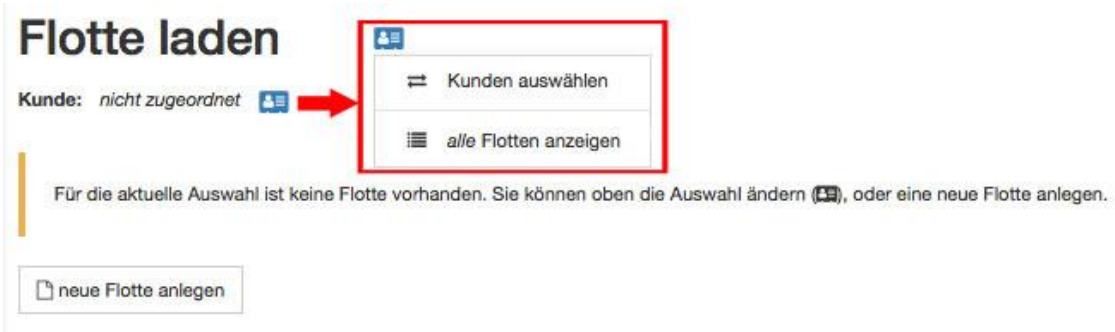 Flotte laden
Kunde: nicht zugeordnet
Kunden auswählen
alle Flotten anzeigen
Für die aktuelle Auswahl ist keine Flotte vorhanden. Sie können oben die Auswahl ändern (), oder eine neue Flotte anlegen.
neue Flotte anlegen